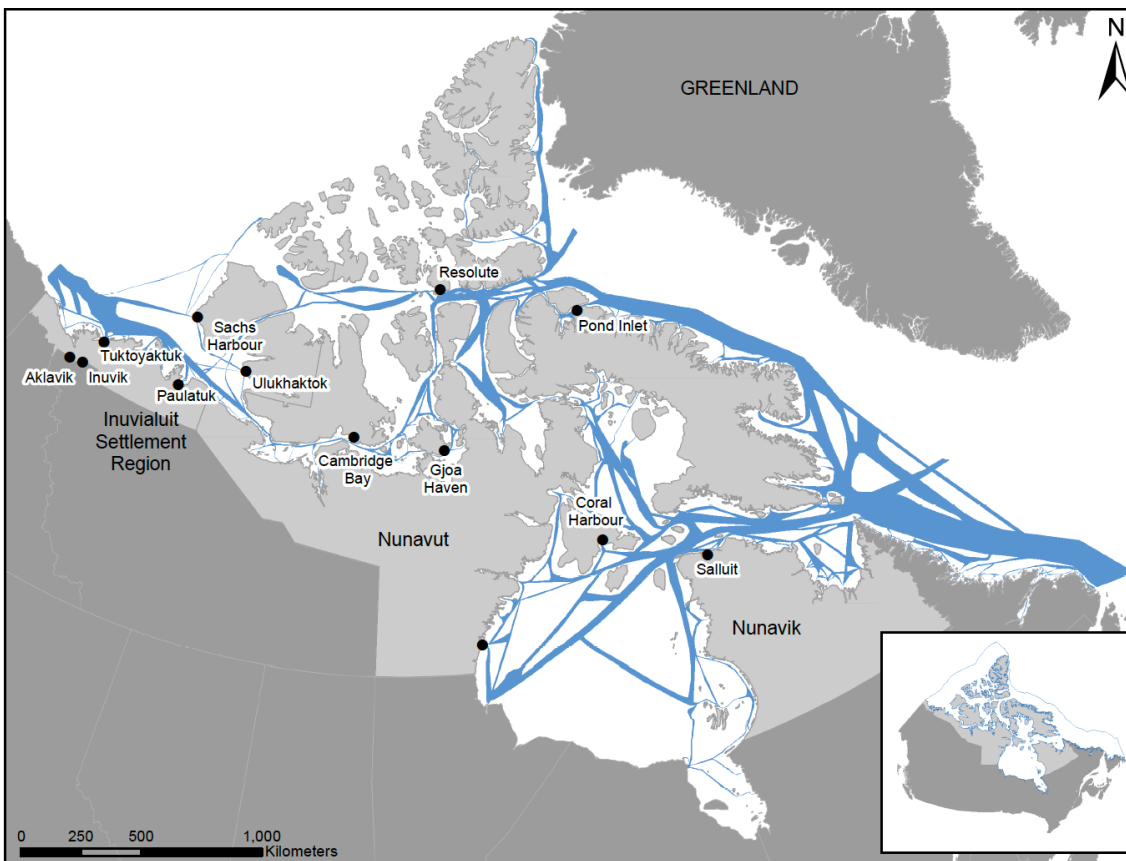 N
GREENLAND
Resolute
Pond Inlet
Sachs
Harbour
Tuktoyaktuk
Aklavik
Inuvik
Ulukhaktok
Paulatuk
Inuvialuit
Settlement
Region
Cambridge
Bay
Gjoa
Haven
Coral
Harbour
Nunavut
Salluit
Nunavik
0 250 500 1,000
Kilometers